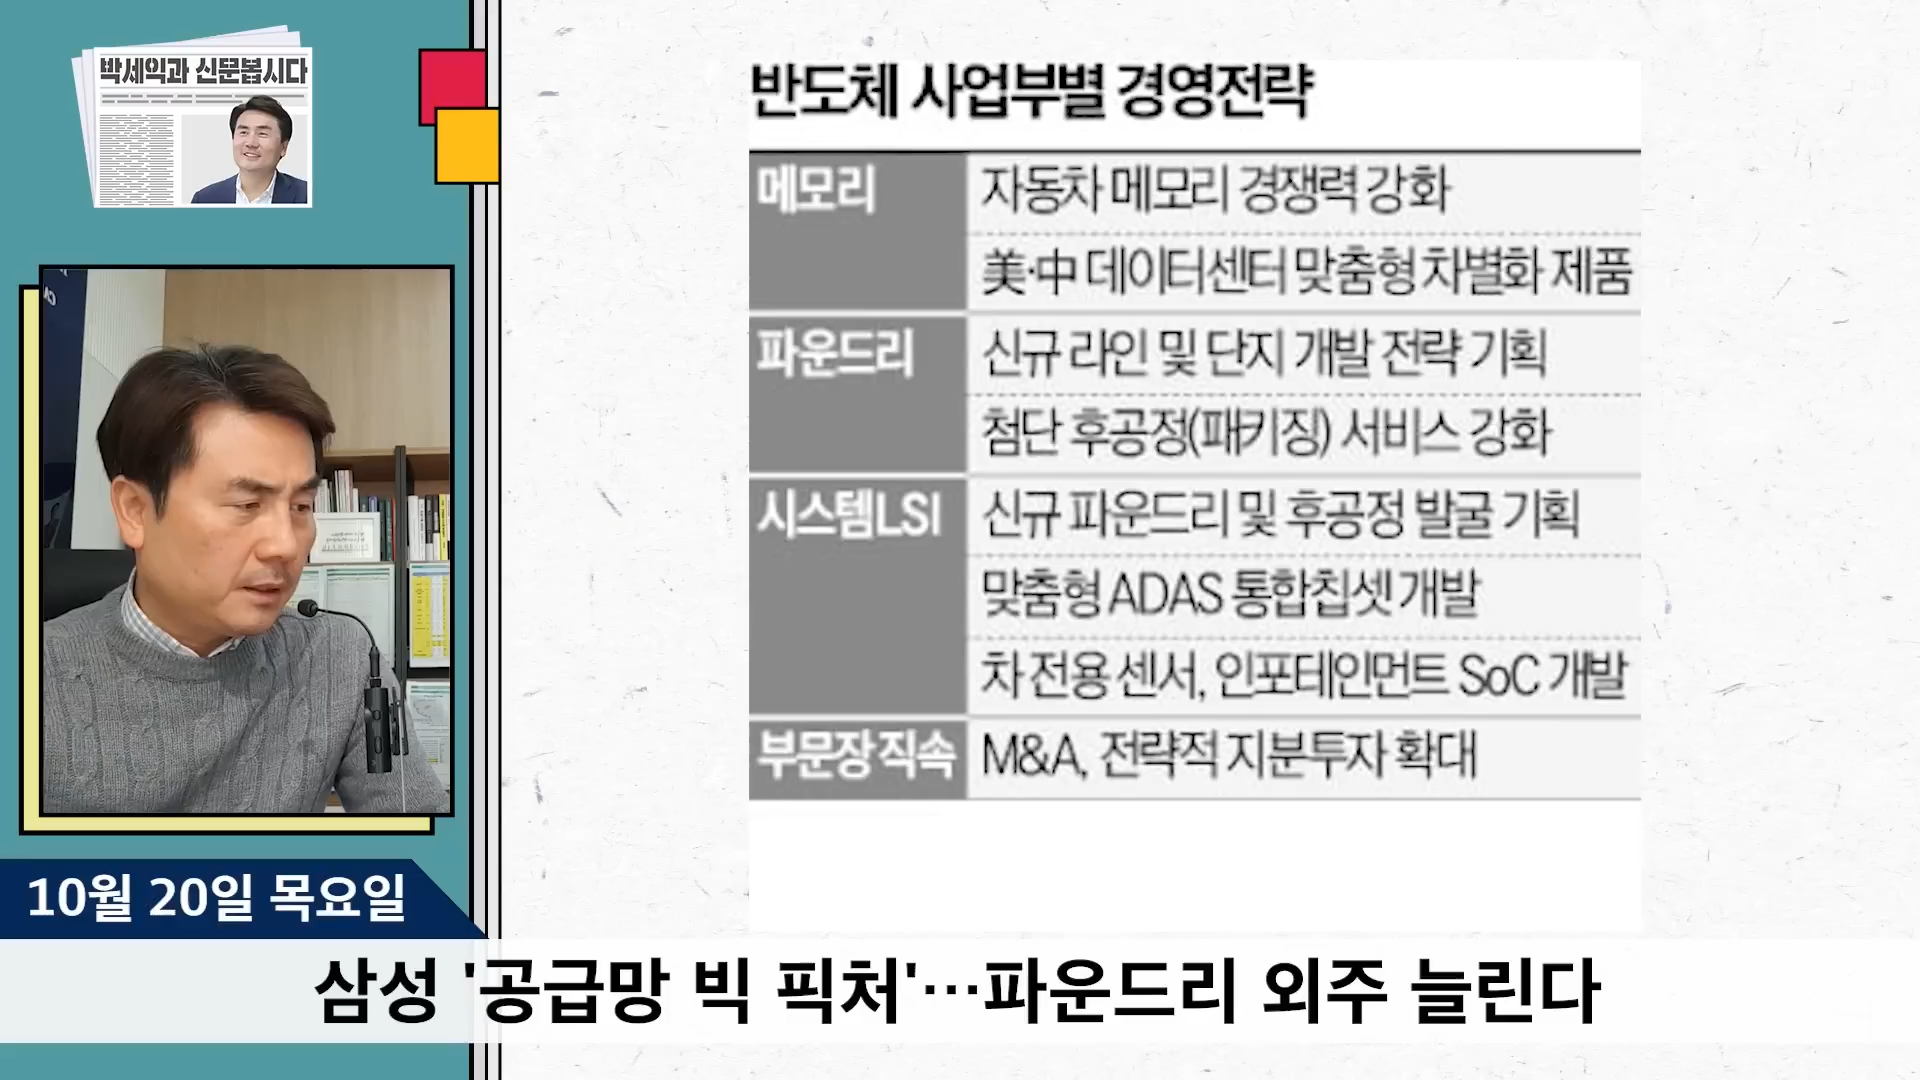 박세익과 신문봅시다
반도체 사업부별 경영전략
메모리
자동차 메모리 경쟁력 강화
美·中 데이터센터 맞춤형 차별화 제품
파운드리
신규 라인 및 단지 개발 전략 기획
첨단 후공정(패키징) 서비스 강화
시스템LSI
신규 파운드리 및 후공정 발굴 기획
맞춤형 ADAS 통합칩셋 개발
차 전용 센서, 인포테인먼트 SoC 개발
부문장 직속
M&A, 전략적 지분투자 확대
10월 20일 목요일
삼성 '공급망 빅 픽처'…파운드리 외주 늘린다